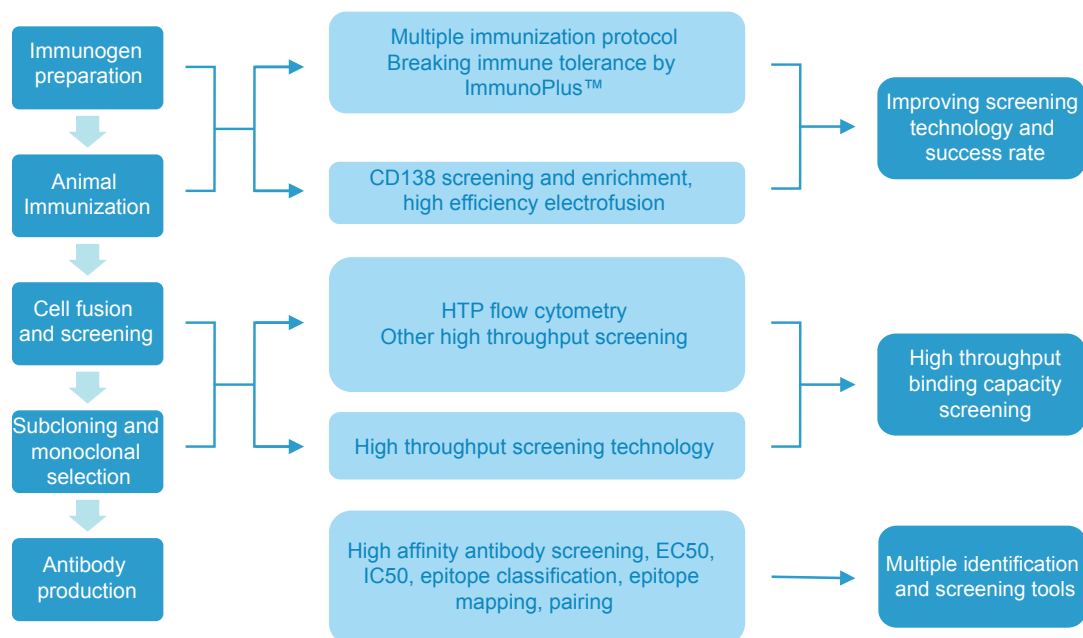 Immunogen
preparation
Multiple immunization protocol
Breaking immune tolerance by
ImmunoPlus™
Improving screening
technology and
success rate
Animal
Immunization
CD138 screening and enrichment,
high efficiency electrofusion
Cell fusion
and screening
HTP flow cytometry
Other high throughput screening
High throughput
binding capacity
screening
Subcloning and
monoclonal
selection
High throughput screening technology
Antibody
production
High affinity antibody screening, EC50,
IC50, epitope classification, epitope
mapping, pairing
Multiple identification
and screening tools